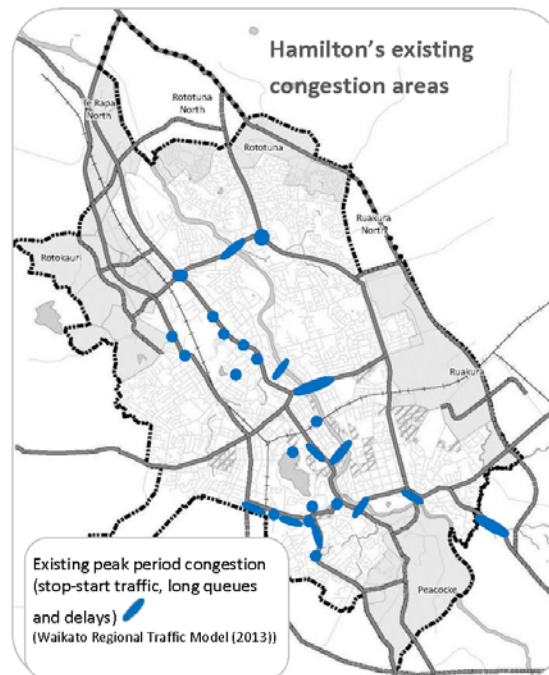 Hamilton's existing
congestion areas
Te Rapa
North
Rototuna
North
Rototuna
Ruakura
North
Rotokauri
Ruakura
Peacocke
Existing peak period congestion
(stop-start traffic, long queues
and delays)
(Waikato Regional Traffic Model (2013))